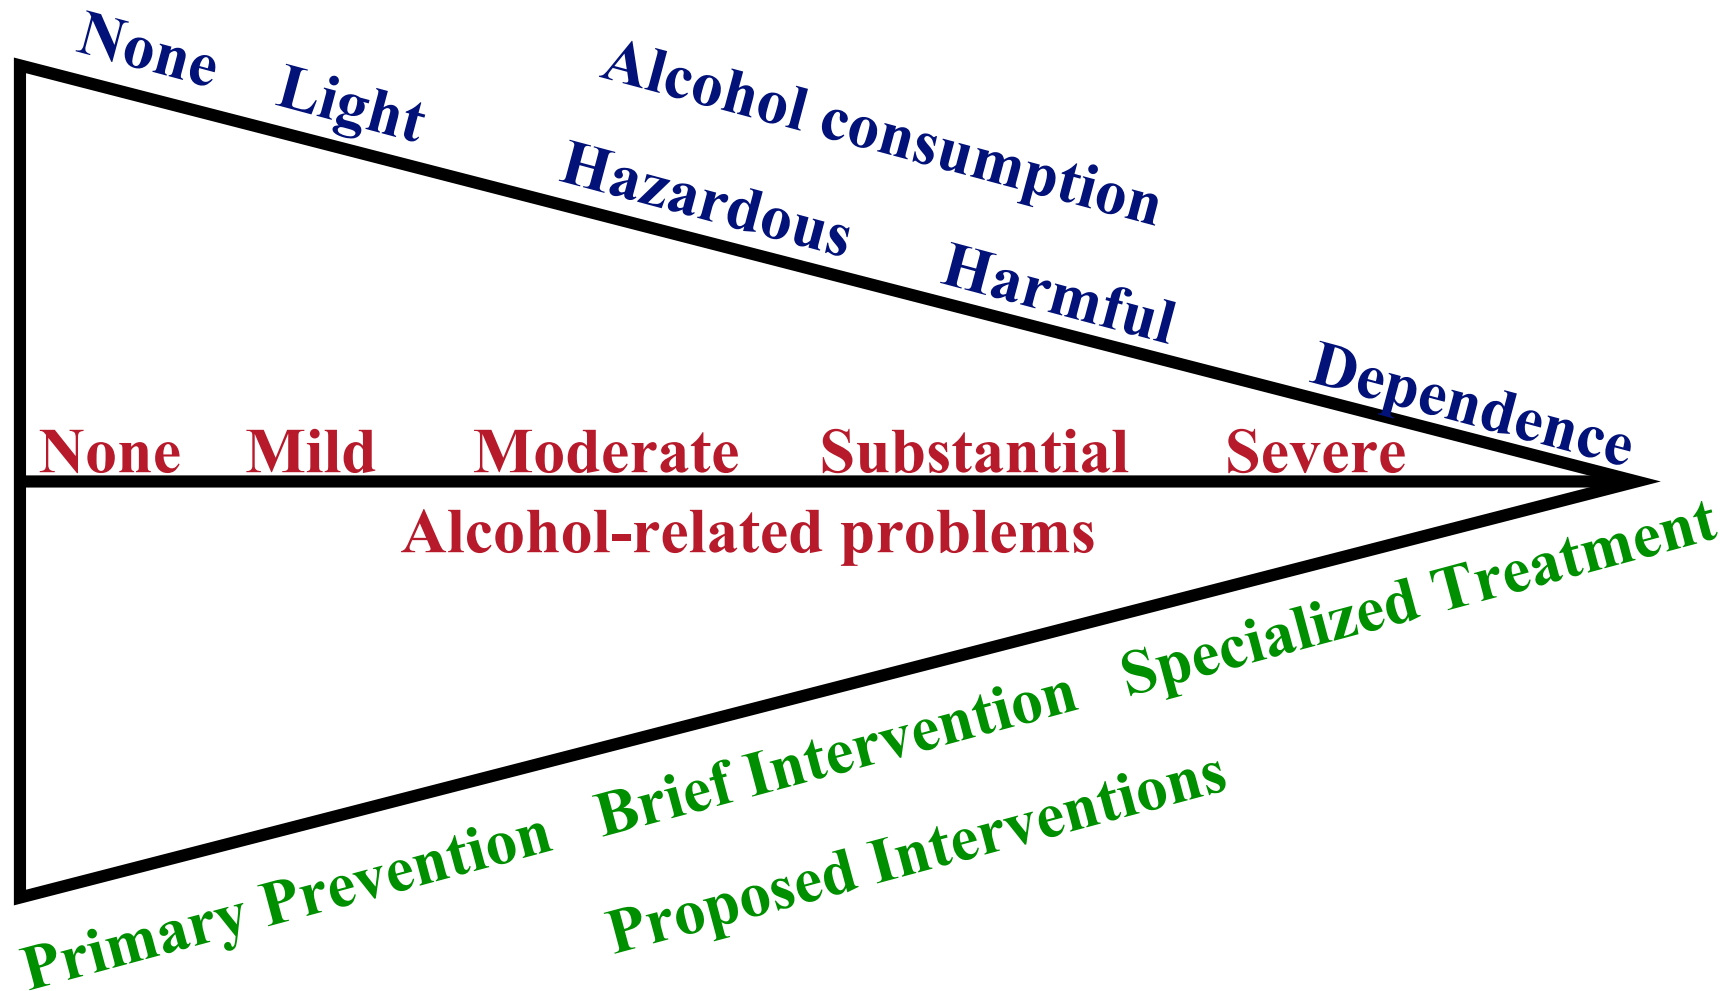 None Light Hazardous Harmful Dependence
Alcohol consumption
None Mild Moderate Substantial Severe
Alcohol-related problems
Primary Prevention Brief Intervention Specialized Treatment
Proposed Interventions